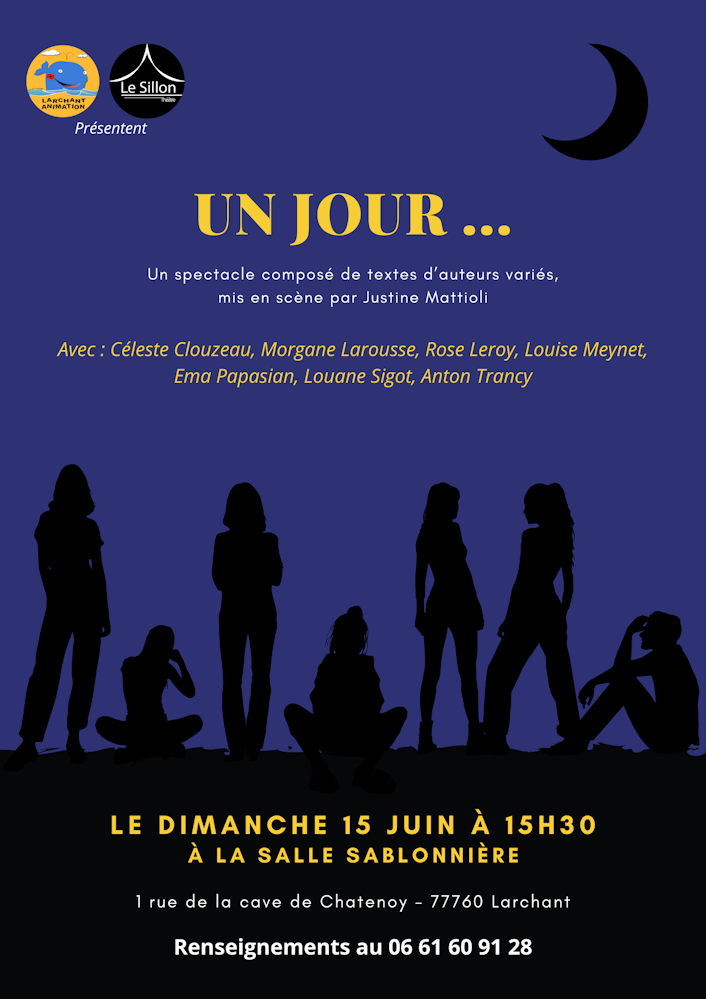 LARCHANT
ANIMATION
Le Sillon
Théâtre
Présentent
UN JOUR ...
Un spectacle composé de textes d’auteurs variés,
mis en scène par Justine Mattioli
Avec : Céleste Clouzeau, Morgane Larousse, Rose Leroy, Louise Meynet,
Ema Papasian, Louane Sigot, Anton Trancy
LE DIMANCHE 15 JUIN À 15H30
À LA SALLE SABLONNIÈRE
1 rue de la cave de Chatenoy - 77760 Larchant
Renseignements au 06 61 60 91 28